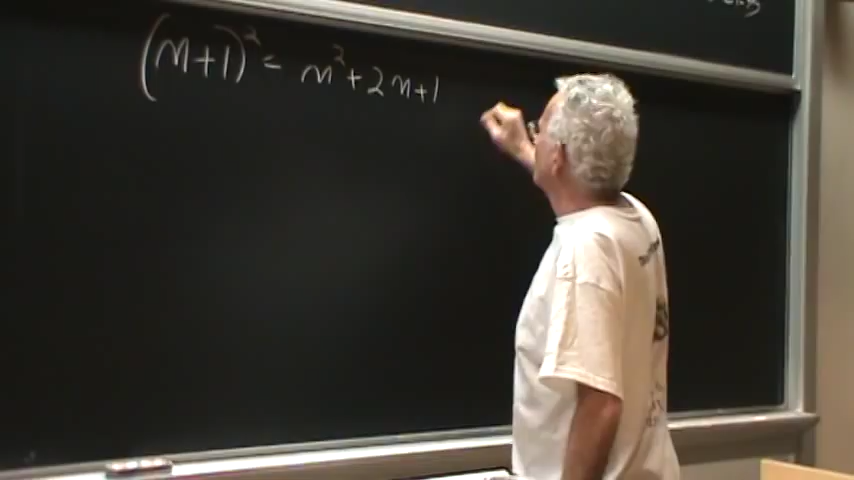 (n+1)² = n² + 2n+1